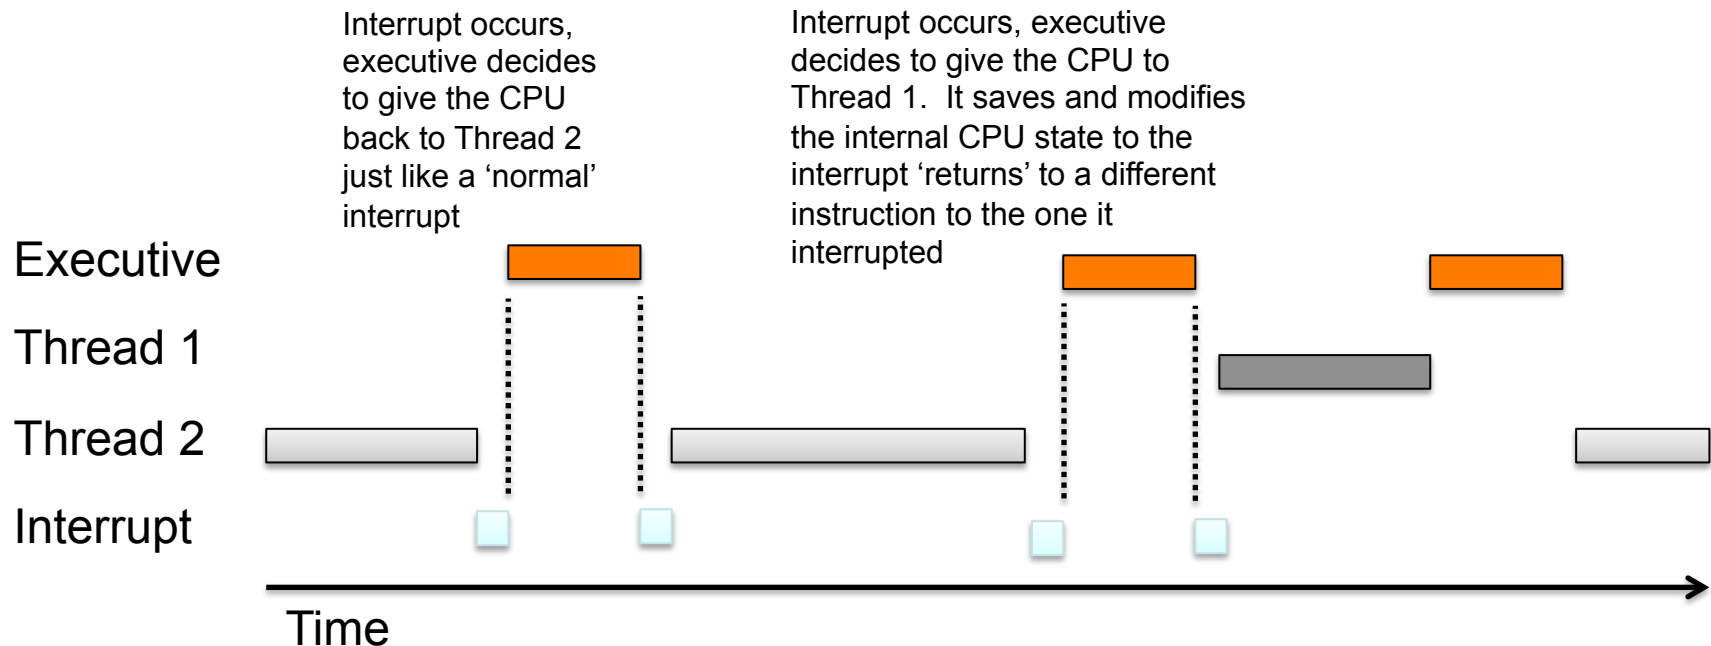 Interrupt occurs,
executive decides
to give the CPU
back to Thread 2
just like a ‘normal’
interrupt
Interrupt occurs, executive
decides to give the CPU to
Thread 1.  It saves and modifies
the internal CPU state to the
interrupt ‘returns’ to a different
instruction to the one it
interrupted
Executive
Thread 1
Thread 2
Interrupt
Time